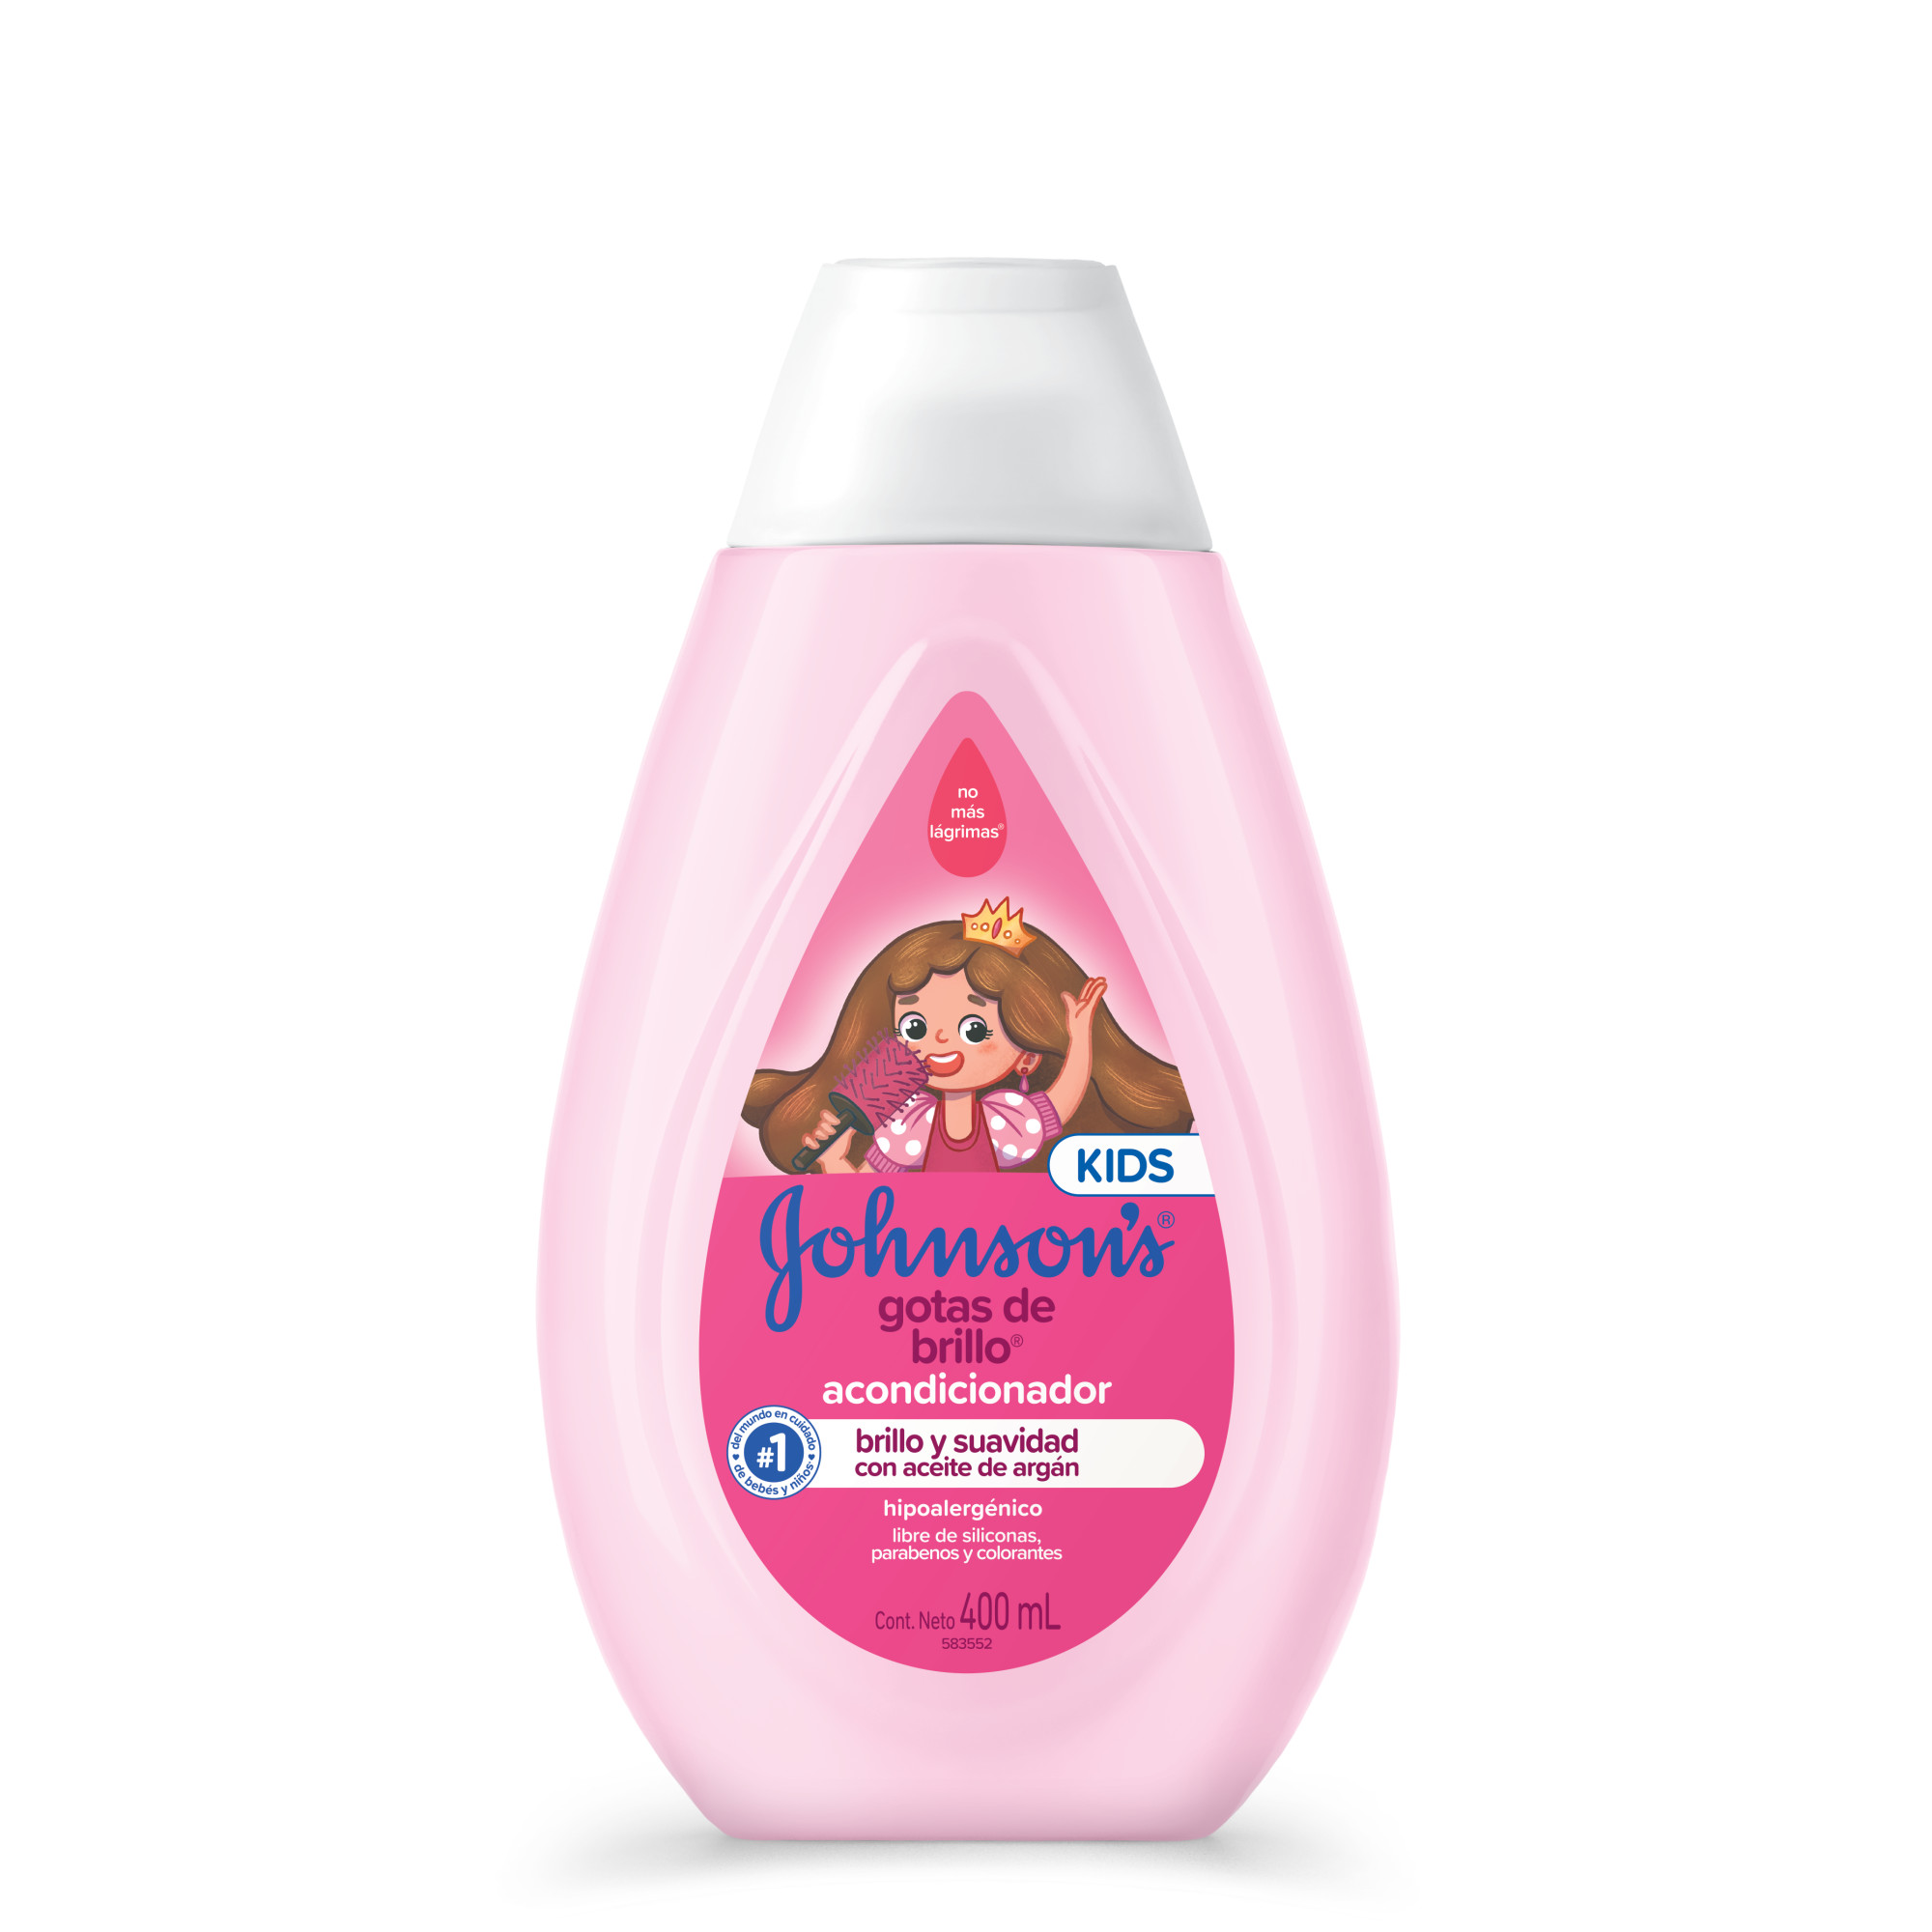 no
más
lágrimas®
KIDS
Johnson's®
gotas de
brillo®
acondicionador
del mundo en cuidado
#1
de bebés y niños*
brillo y suavidad
con aceite de argán
hipoalergénico
libre de siliconas,
parabenos y colorantes
Cont. Neto 400 mL
583552